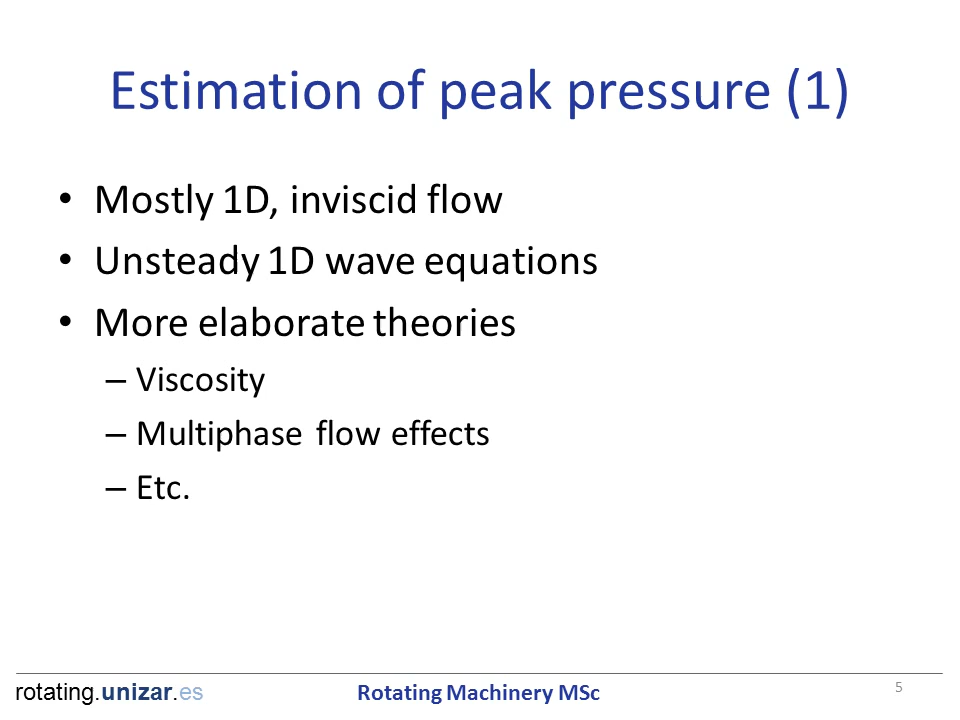 Estimation of peak pressure (1)
• Mostly 1D, inviscid flow
• Unsteady 1D wave equations
• More elaborate theories
– Viscosity
– Multiphase flow effects
– Etc.
rotating.unizar.es
Rotating Machinery MSc
5